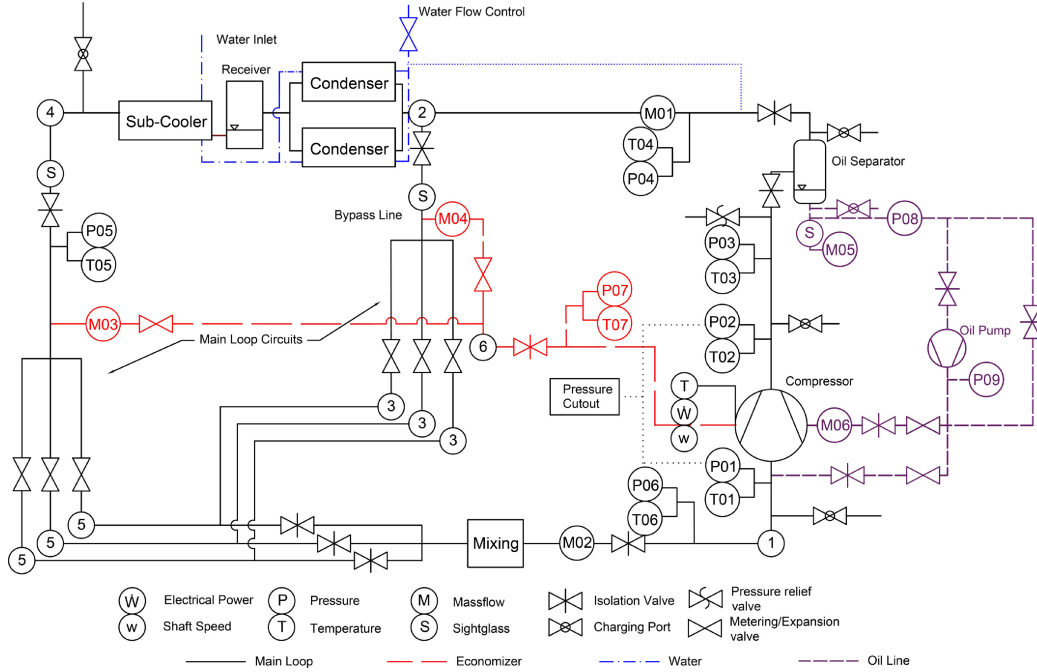 Water Flow Control
Water Inlet
Receiver
Condenser
4
Sub-Cooler
2
M01
Condenser
T04
P04
Oil Separator
S
S
Bypass Line
M04
P05
T05
P03
T03
P08
S
M05
P07
T07
M03
P02
T02
Oil Pump
Main Loop Circuits
6
P09
Pressure
Cutout
T
Ẇ
w
Compressor
3
3
3
M06
P01
T01
P06
T06
5
5
5
Mixing
M02
1
Ẇ Electrical Power
P Pressure
M Massflow
Isolation Valve
Pressure relief
valve
w Shaft Speed
T Temperature
S Sightglass
Charging Port
Metering/Expansion
valve
Main Loop
Economizer
Water
Oil Line